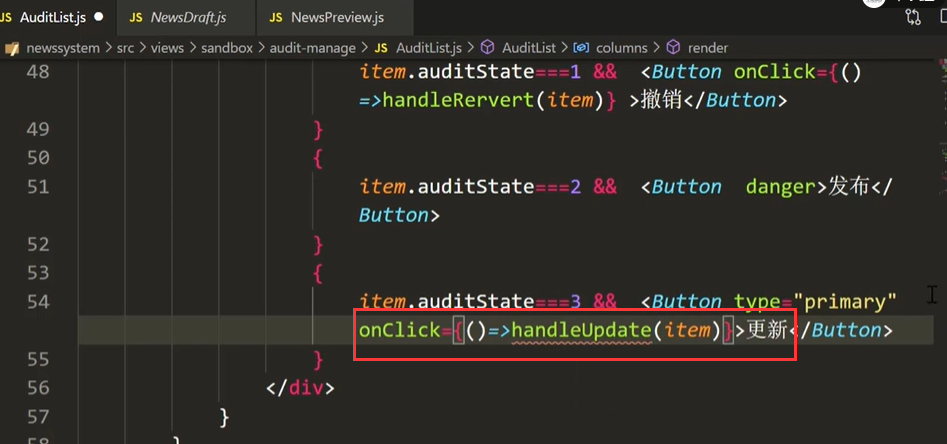 JS AuditList.js ●
JS NewsDraft.js
JS NewsPreview.js
newssystem > src > views > sandbox > audit-manage > JS AuditList.js > AuditList > columns > render
48 item.auditState===1 && <Button onClick={()
=>handleRervert(item)} >撤销</Button>
49 }
50 {
51 item.auditState===2 && <Button danger>发布</
Button>
52 }
53 {
54 item.auditState===3 && <Button type="primary"
onClick={()=>handleUpdate(item)}>更新</Button>
55 }
56 </div>
57 }
58 }